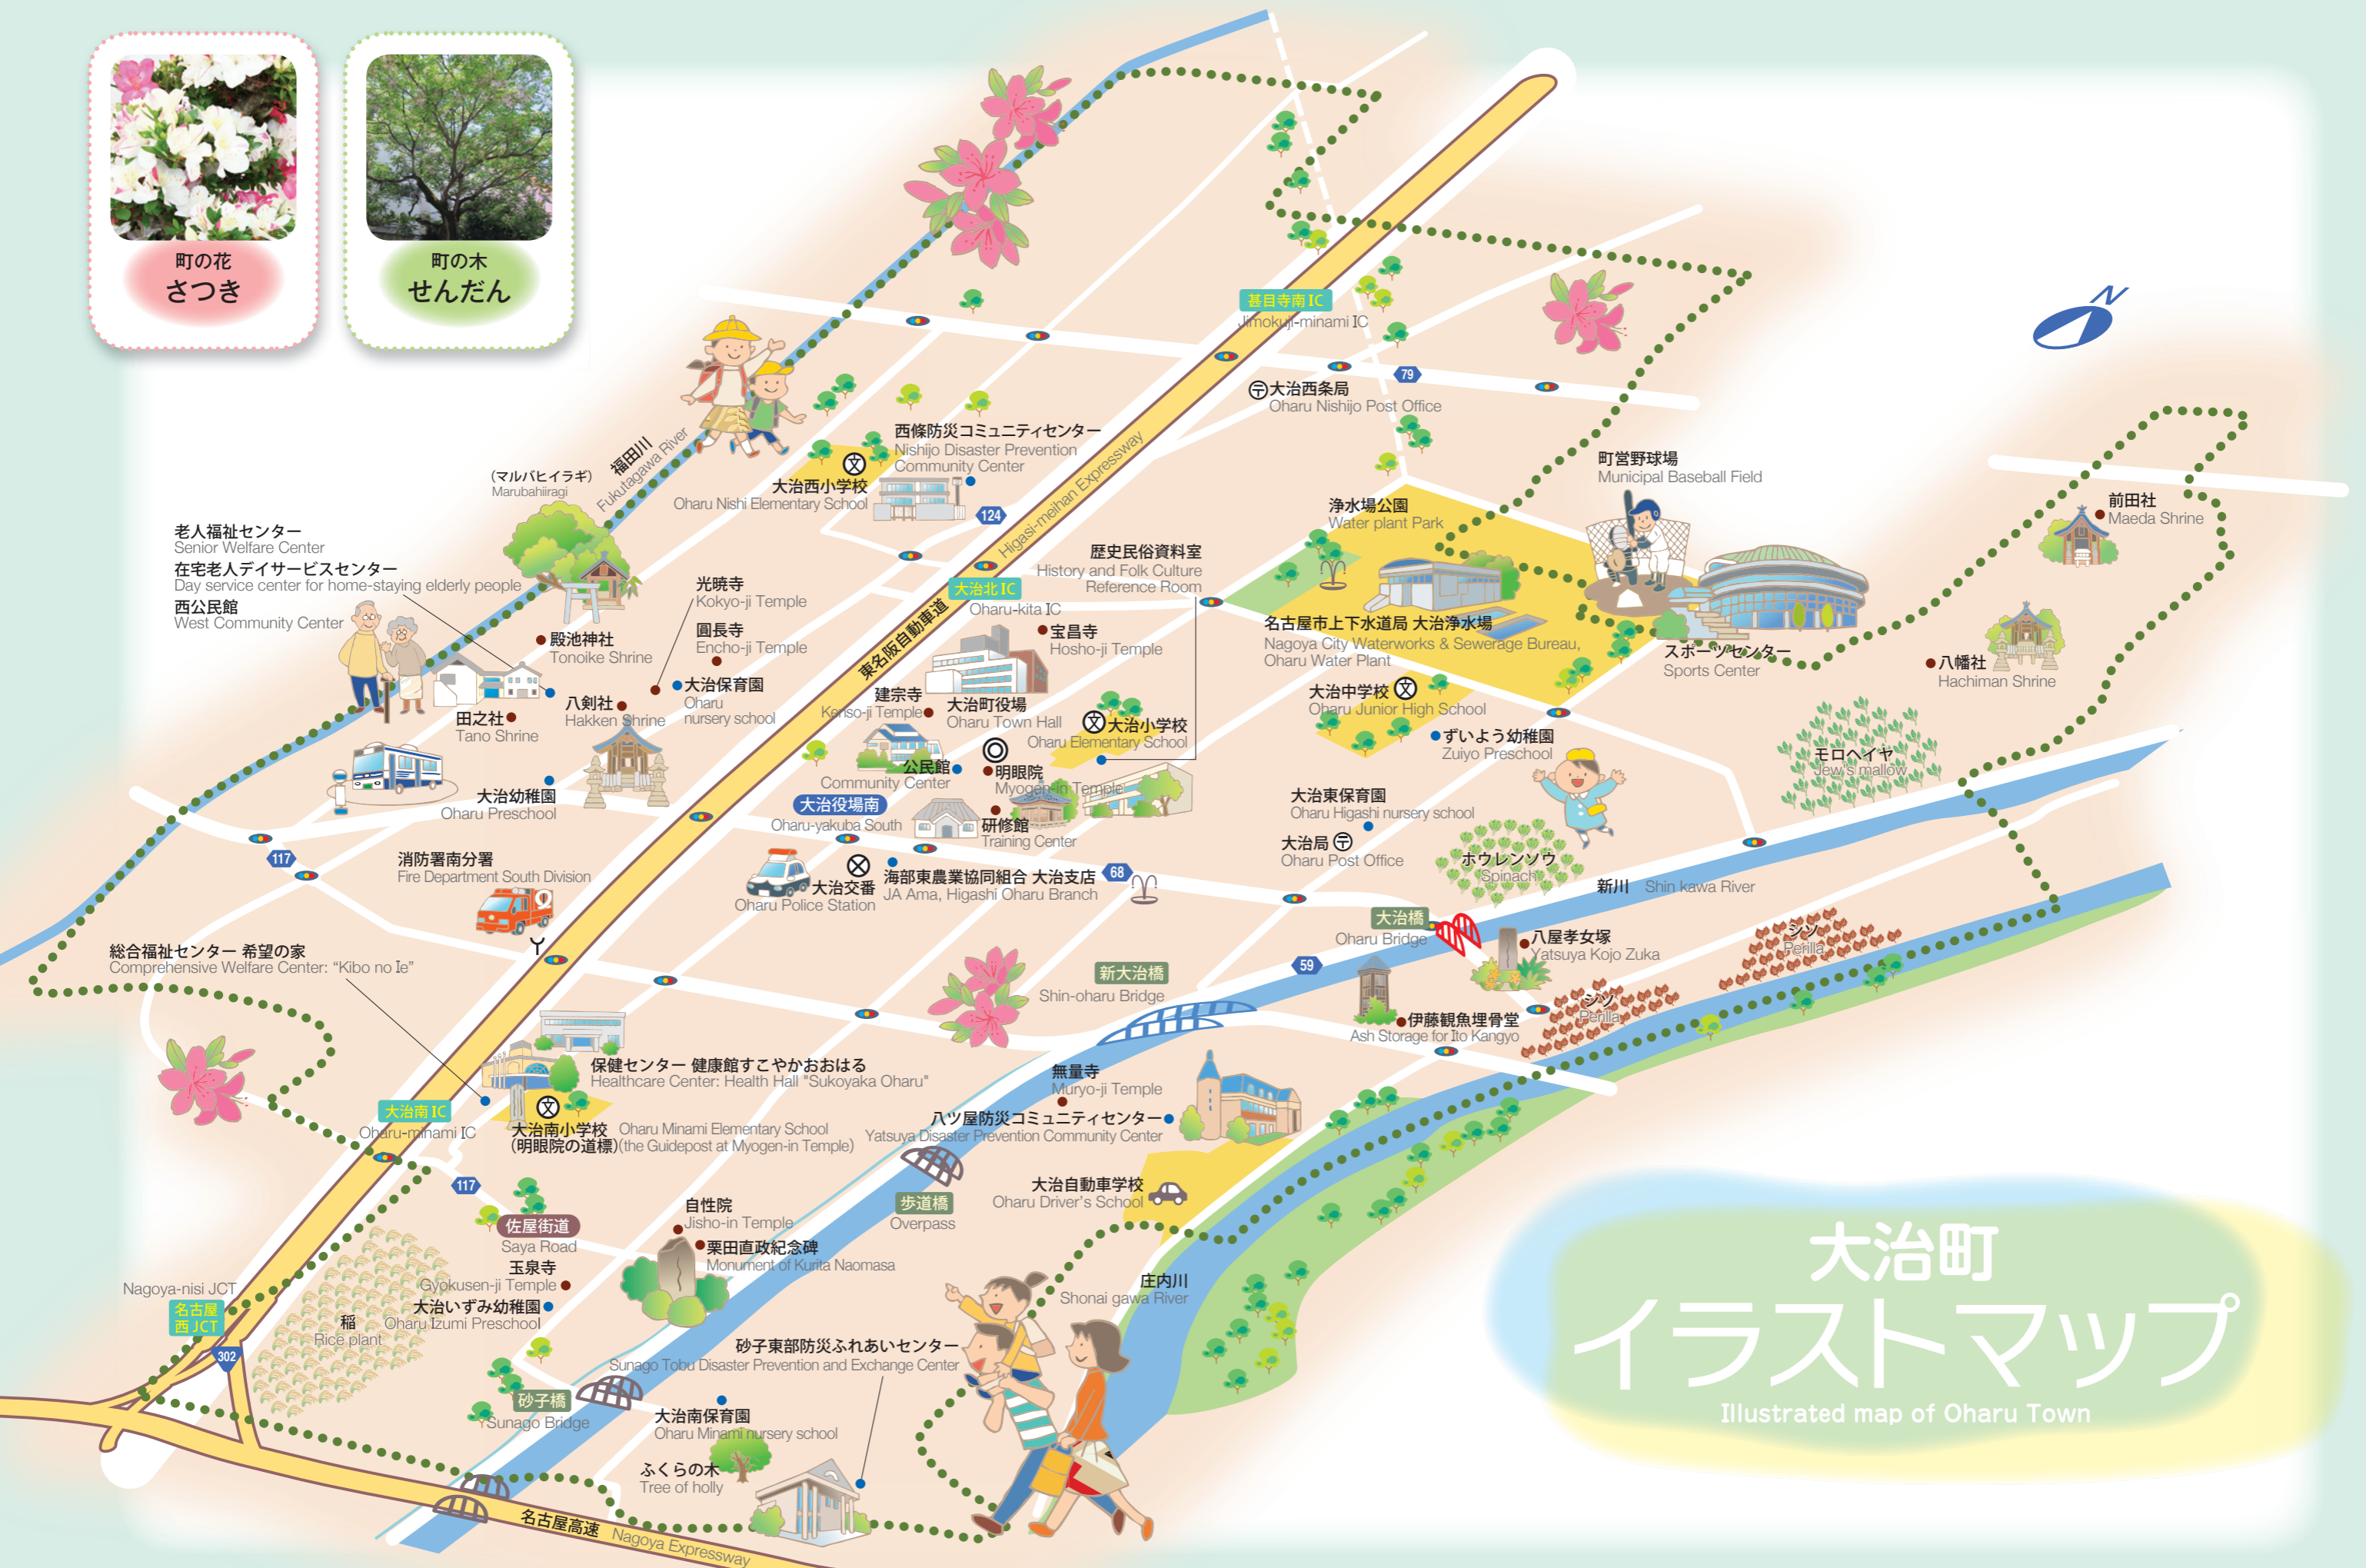 町の花
さつき
町の木
せんだん
N
甚目寺南IC
Jimokuji-minami IC
79
〒大治西条局
Oharu Nishijo Post Office
西條防災コミュニティセンター
Nishijo Disaster Prevention
Community Center
文
大治西小学校
Oharu Nishi Elementary School
124
福田川
Fukutagawa River
(マルバヒイラギ)
Marubahiiragi
東名阪自動車道
Higasi-meihan Expressway
老人福祉センター
Senior Welfare Center
在宅老人デイサービスセンター
Day service center for home-staying elderly people
西公民館
West Community Center
殿池神社
Tonoike Shrine
光暁寺
Kokyo-ji Temple
圓長寺
Encho-ji Temple
大治保育園
Oharu
nursery school
八剣社
Hakken Shrine
田之社
Tano Shrine
大治幼稚園
Oharu Preschool
117
大治北IC
Oharu-kita IC
歴史民俗資料室
History and Folk Culture
Reference Room
宝昌寺
Hosho-ji Temple
建宗寺
Kenso-ji Temple
大治町役場
Oharu Town Hall
文 大治小学校
Oharu Elementary School
公民館
Community Center
明眼院
Myogen-in Temple
大治役場南
Oharu-yakuba South
研修館
Training Center
大治交番
Oharu Police Station
海部東農業協同組合 大治支店
JA Ama, Higashi Oharu Branch
68
町営野球場
Municipal Baseball Field
浄水場公園
Water plant Park
名古屋市上下水道局 大治浄水場
Nagoya City Waterworks & Sewerage Bureau,
Oharu Water Plant
スポーツセンター
Sports Center
前田社
Maeda Shrine
八幡社
Hachiman Shrine
大治中学校 文
Oharu Junior High School
ずいよう幼稚園
Zuiyo Preschool
モロヘイヤ
Jew's mallow
大治東保育園
Oharu Higashi nursery school
大治局 〒
Oharu Post Office
ホウレンソウ
Spinach
新川 Shin kawa River
大治橋
Oharu Bridge
八屋孝女塚
Yatsuya Kojo Zuka
シソ
Perilla
シソ
Perilla
59
新大治橋
Shin-oharu Bridge
伊藤観魚埋骨堂
Ash Storage for Ito Kangyo
消防署南分署
Fire Department South Division
総合福祉センター 希望の家
Comprehensive Welfare Center: “Kibo no Ie”
保健センター 健康館すこやかおおはる
Healthcare Center: Health Hall "Sukoyaka Oharu"
大治南IC
Oharu-minami IC
文
大治南小学校 Oharu Minami Elementary School
(明眼院の道標)(the Guidepost at Myogen-in Temple)
無量寺
Muryo-ji Temple
八ツ屋防災コミュニティセンター
Yatsuya Disaster Prevention Community Center
歩道橋
Overpass
大治自動車学校
Oharu Driver's School
117
佐屋街道
Saya Road
自性院
Jisho-in Temple
栗田直政紀念碑
Monument of Kurita Naomasa
玉泉寺
Gyokusen-ji Temple
大治いずみ幼稚園
Oharu Izumi Preschool
Nagoya-nisi JCT
名古屋
西JCT
302
稲
Rice plant
庄内川
Shonai gawa River
砂子東部防災ふれあいセンター
Sunago Tobu Disaster Prevention and Exchange Center
砂子橋
Sunago Bridge
大治南保育園
Oharu Minami nursery school
ふくらの木
Tree of holly
名古屋高速 Nagoya Expressway
大治町
イラストマップ
Illustrated map of Oharu Town